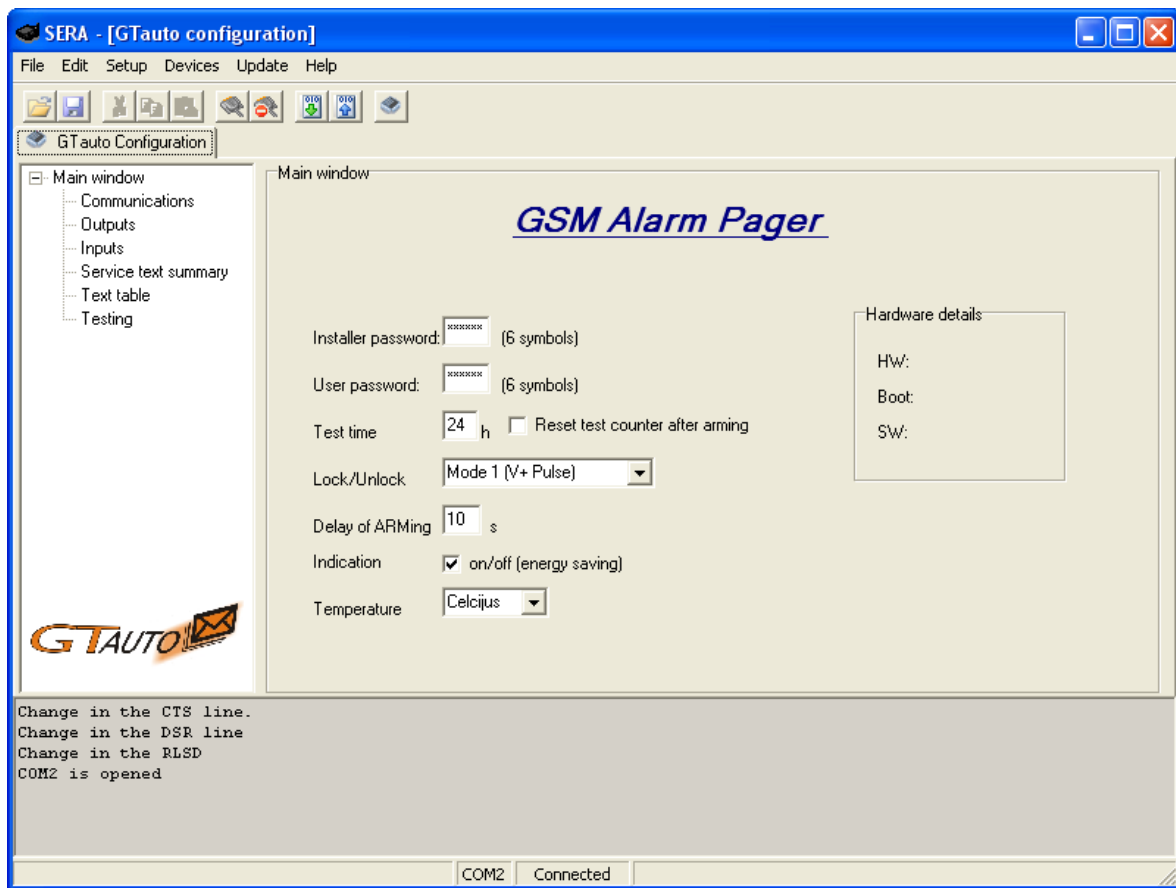 SERA - [GTauto configuration]
File Edit Setup Devices Update Help
GTauto Configuration
Main window
Communications
Outputs
Inputs
Service text summary
Text table
Testing
GTAUTO
Main window
GSM Alarm Pager
Installer password: ****** (6 symbols)
User password: ****** (6 symbols)
Test time 24 h Reset test counter after arming
Lock/Unlock Mode 1 (V+ Pulse)
Delay of ARMing 10 s
Indication on/off (energy saving)
Temperature Celcijus
Hardware details
HW:
Boot:
SW:
Change in the CTS line.
Change in the DSR line
Change in the RLSD
COM2 is opened
COM2 Connected